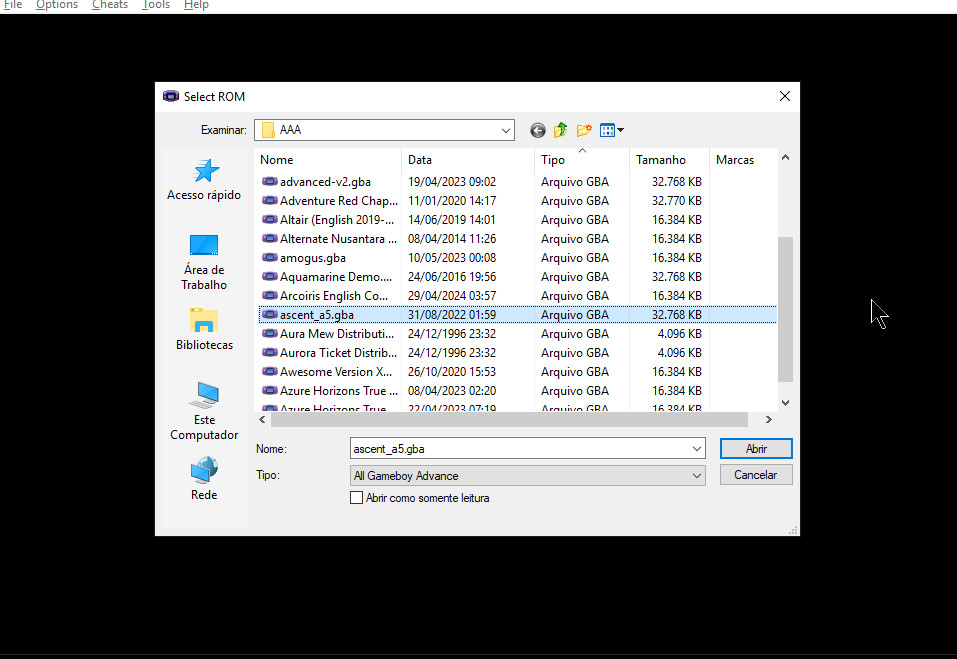 File Options Cheats Tools Help
Select ROM
Examinar: AAA
Acesso rápido
Área de
Trabalho
Bibliotecas
Este
Computador
Rede
Nome Data Tipo Tamanho Marcas
advanced-v2.gba 19/04/2023 09:02 Arquivo GBA 32.768 KB
Adventure Red Chap... 11/01/2020 14:17 Arquivo GBA 32.770 KB
Altair (English 2019-... 14/06/2019 14:01 Arquivo GBA 16.384 KB
Alternate Nusantara ... 08/04/2014 11:26 Arquivo GBA 16.384 KB
amogus.gba 10/05/2023 00:08 Arquivo GBA 16.384 KB
Aquamarine Demo.... 24/06/2016 19:56 Arquivo GBA 32.768 KB
Arcoiris English Co... 29/04/2024 03:57 Arquivo GBA 16.384 KB
ascent_a5.gba 31/08/2022 01:59 Arquivo GBA 32.768 KB
Aura Mew Distributi... 24/12/1996 23:32 Arquivo GBA 4.096 KB
Aurora Ticket Distrib... 24/12/1996 23:32 Arquivo GBA 4.096 KB
Awesome Version X... 26/10/2020 15:53 Arquivo GBA 16.384 KB
Azure Horizons True ... 08/04/2023 02:20 Arquivo GBA 16.384 KB
Azure Horizons True ... 22/04/2023 07:19 Arquivo GBA 16.384 KB
Nome: ascent_a5.gba Abrir
Tipo: All Gameboy Advance Cancelar
Abrir como somente leitura